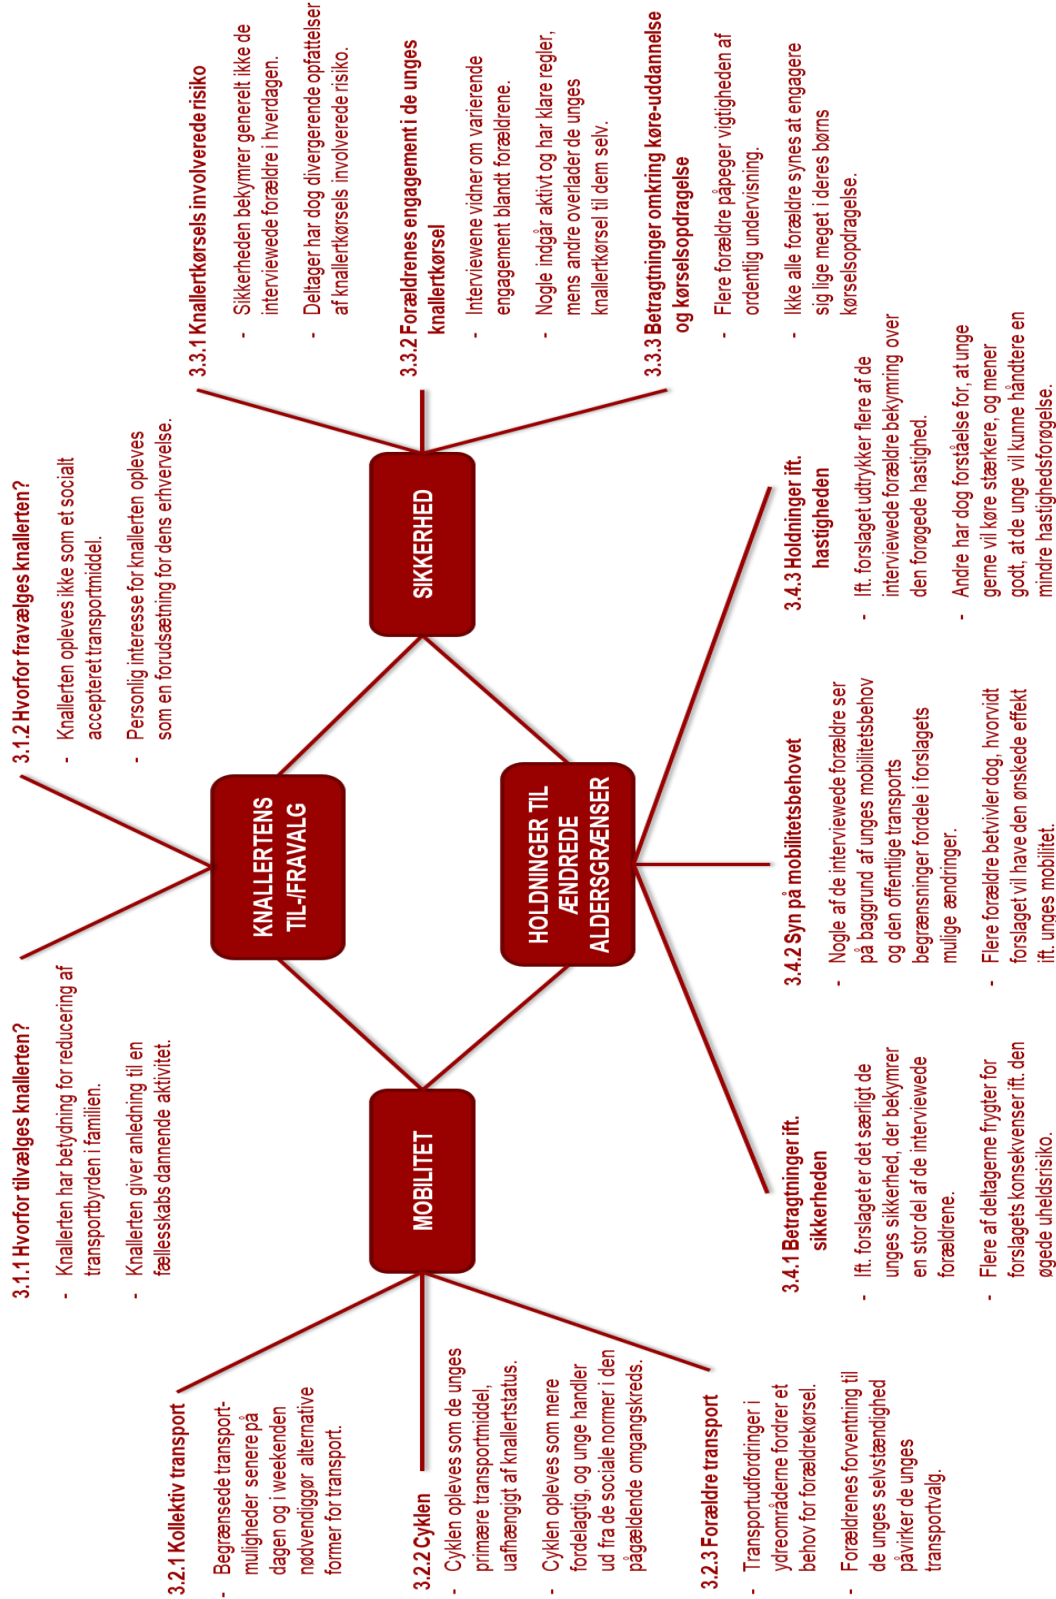 3.1.1 Hvorfor tilvælges knallerten?
- Knallerten har betydning for reducering af
transportbyrden i familien.
- Knallerten giver anledning til en
fællesskabs dannende aktivitet.
3.1.2 Hvorfor fravælges knallerten?
- Knallerten opleves ikke som et socialt
accepteret transportmiddel.
- Personlig interesse for knallerten opleves
som en forudsætning for dens erhvervelse.
KNALLERTENS
TIL-/FRAVALG
3.2.1 Kollektiv transport
- Begrænsede transport-
muligheder senere på
dagen og i weekenden
nødvendiggør alternative
former for transport.
3.2.2 Cyklen
- Cyklen opleves som de unges
primære transportmiddel,
uafhængigt af knallertstatus.
- Cyklen opleves som mere
fordelagtig, og unge handler
ud fra de sociale normer i den
pågældende omgangskreds.
3.2.3 Forældre transport
- Transportudfordringer i
ydreområderne fordrer et
behov for forældrekørsel.
- Forældrenes forventning til
de unges selvstændighed
påvirker de unges
transportvalg.
MOBILITET
SIKKERHED
3.3.1 Knallertkørsels involverede risiko
- Sikkerheden bekymrer generelt ikke de
interviewede forældre i hverdagen.
- Deltager har dog divergerende opfattelser
af knallertkørsels involverede risiko.
3.3.2 Forældrenes engagement i de unges
knallertkørsel
- Interviewene vidner om varierende
engagement blandt forældrene.
- Nogle indgår aktivt og har klare regler,
mens andre overlader de unges
knallertkørsel til dem selv.
3.3.3 Betragtninger omkring køre-uddannelse
og kørselsopdragelse
- Flere forældre påpeger vigtigheden af
ordentlig undervisning.
- Ikke alle forældre synes at engagere
sig lige meget i deres børns
kørselsopdragelse.
HOLDNINGER TIL
ÆNDREDE
ALDERSGRÆNSER
3.4.1 Betragtninger ift.
sikkerheden
- Ift. forslaget er det særligt de
unges sikkerhed, der bekymrer
en stor del af de interviewede
forældrene.
- Flere af deltagerne frygter for
forslagets konsekvenser ift. den
øgede uheldsrisiko.
3.4.2 Syn på mobilitetsbehovet
- Nogle af de interviewede forældre ser
på baggrund af unges mobilitetsbehov
og den offentlige transports
begrænsninger fordele i forslagets
mulige ændringer.
- Flere forældre betvivler dog, hvorvidt
forslaget vil have den ønskede effekt
ift. unges mobilitet.
3.4.3 Holdninger ift.
hastigheden
- Ift. forslaget udtrykker flere af de
interviewede forældre bekymring over
den forøgede hastighed.
- Andre har dog forståelse for, at unge
gerne vil køre stærkere, og mener
godt, at de unge vil kunne håndtere en
mindre hastighedsforøgelse.